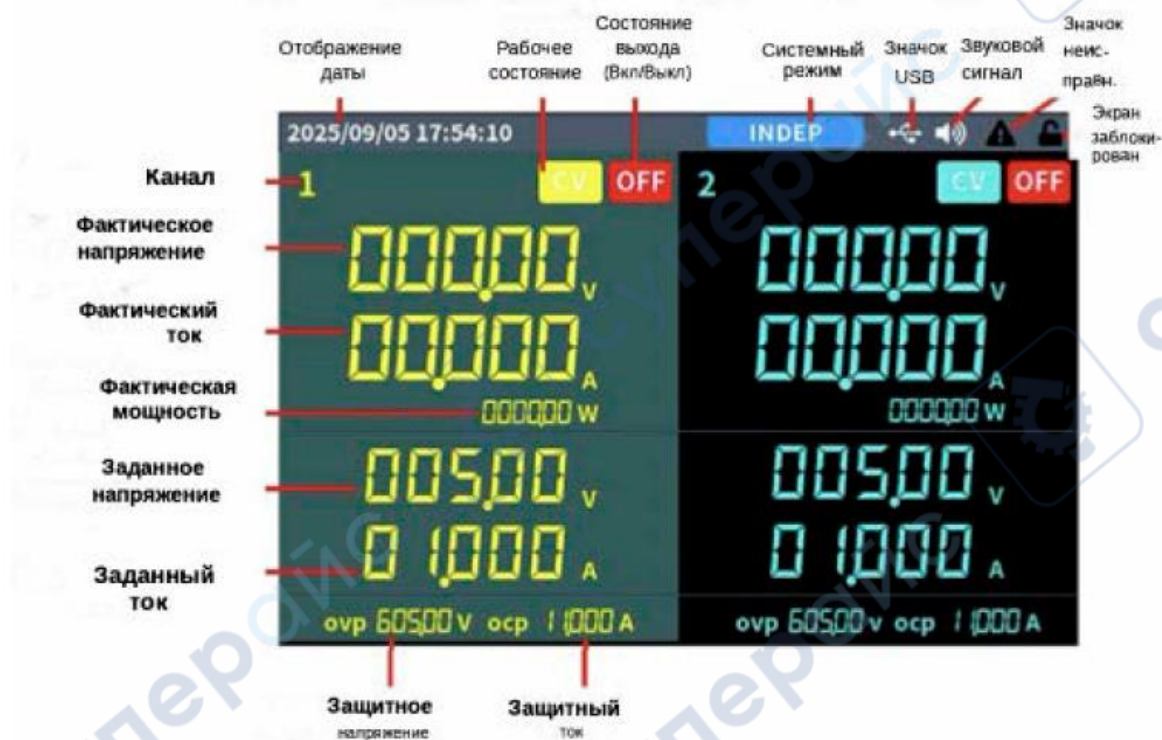 Состояние
выхода
(Вкл/Выкл)
Отображение
даты
Рабочее
состояние
Системный
режим
Значок
USB
Звуковой
сигнал
Значок
неис-
правн.
Экран
заблоки-
рован
2025/09/05 17:54:10
INDEP
Канал
1
CV
OFF
2
CV
OFF
Фактическое
напряжение
000.00 V
000.00 V
Фактический
ток
00.000 A
00.000 A
Фактическая
мощность
0000.00 W
0000.00 W
Заданное
напряжение
005.00 V
005.00 V
Заданный
ток
01.000 A
01.000 A
ovp 605.00 V ocp 11.000 A
ovp 605.00 V ocp 11.000 A
Защитное
напряжение
Защитный
ток